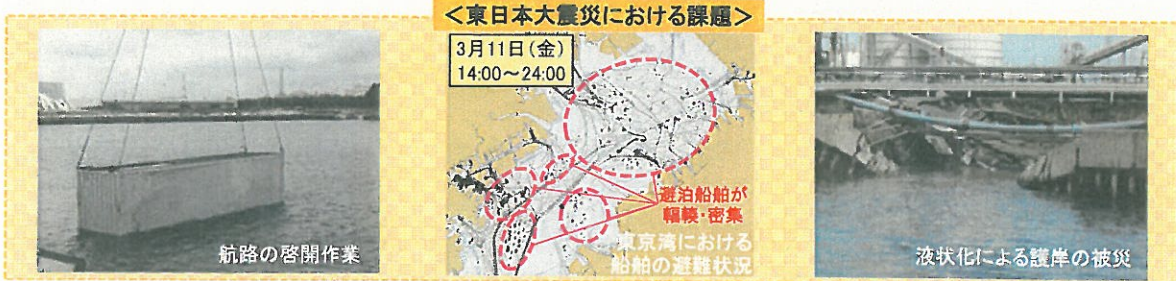 ＜東日本大震災における課題＞
3月11日(金)
14:00～24:00
避泊船舶が
輻輳・密集
東京湾における
船舶の避難状況
航路の啓開作業
液状化による護岸の被災